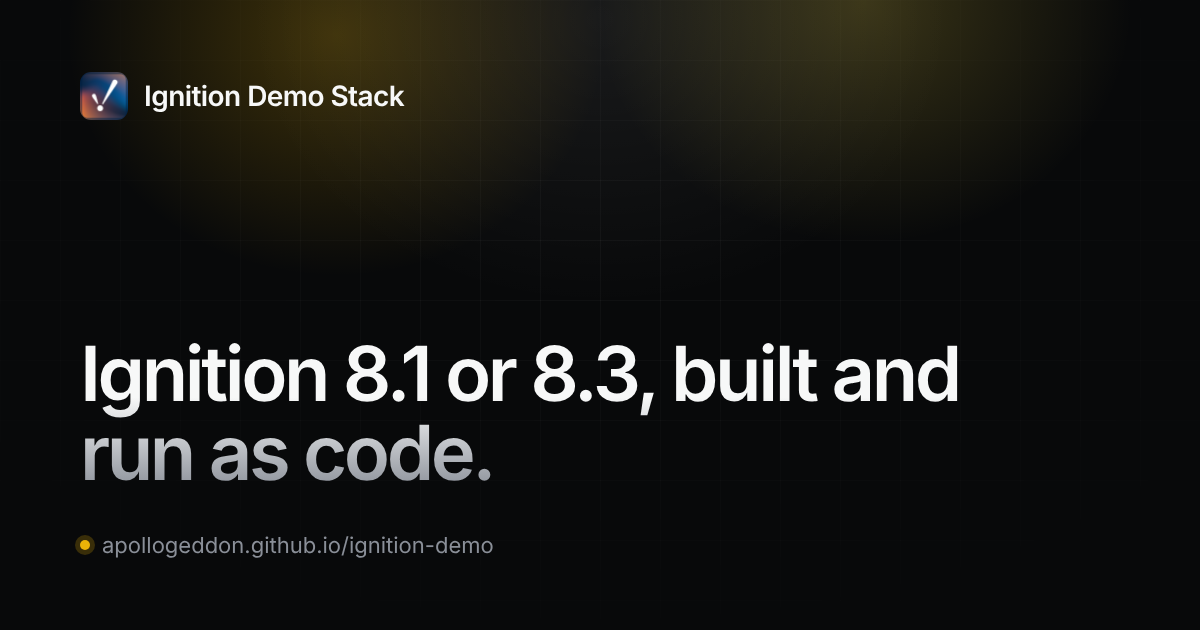 Ignition Demo Stack
Ignition 8.1 or 8.3, built and
run as code.
apollogeddon.github.io/ignition-demo